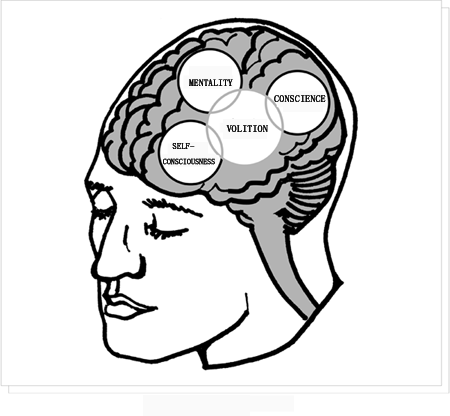 MENTALITY
CONSCIENCE
VOLITION
SELF-
CONSCIOUSNESS